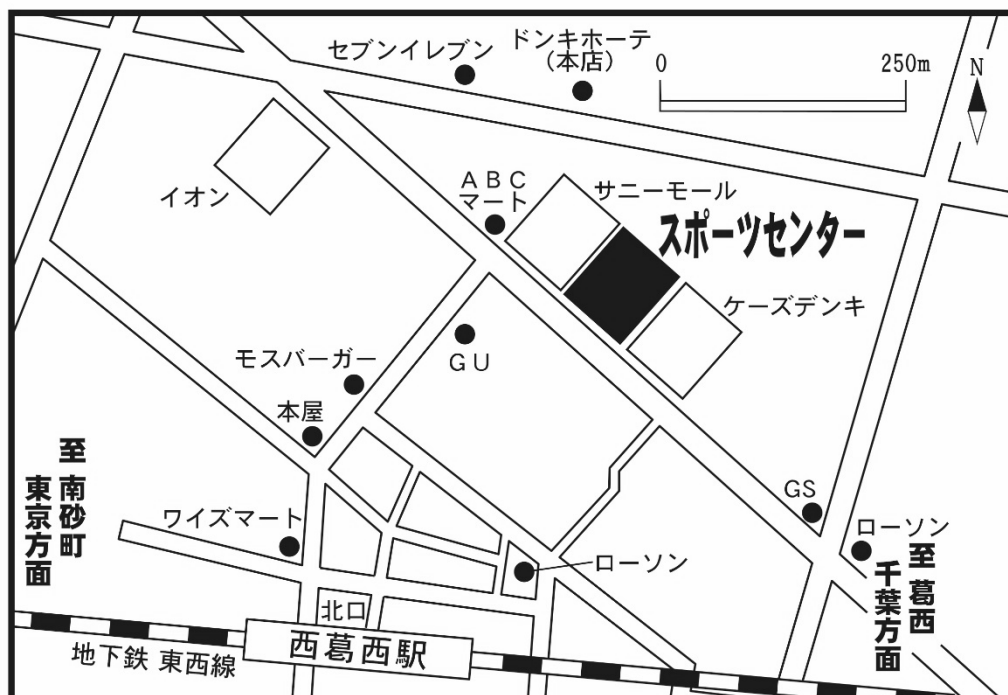 セブンイレブン
ドンキホーテ
(本店)
0 250m
N
イオン
ABC
マート
サニーモール
スポーツセンター
ケーズデンキ
モスバーガー
GU
本屋
至 南砂町
東京方面
ワイズマート
GS
ローソン
至 葛西
千葉方面
ローソン
北口
西葛西駅
地下鉄 東西線